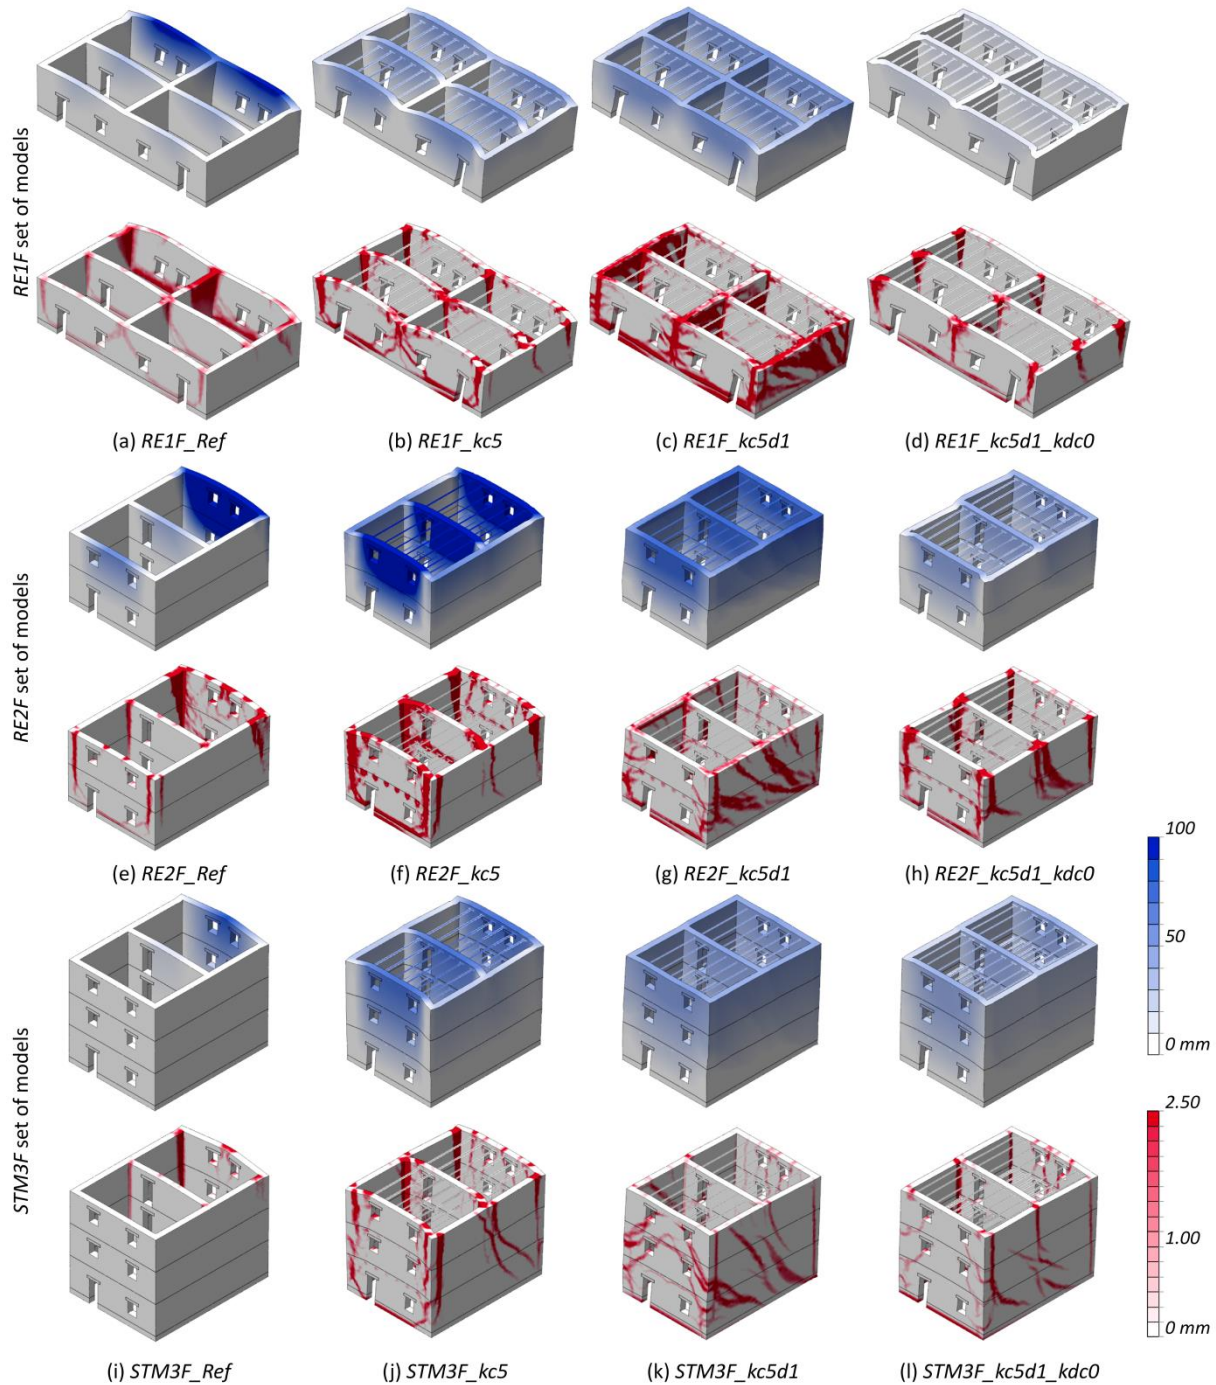 RE1F set of models
(a) RE1F_Ref
(b) RE1F_kc5
(c) RE1F_kc5d1
(d) RE1F_kc5d1_kdc0
RE2F set of models
(e) RE2F_Ref
(f) RE2F_kc5
(g) RE2F_kc5d1
(h) RE2F_kc5d1_kdc0
100
50
0 mm
STM3F set of models
2.50
1.00
0 mm
(i) STM3F_Ref
(j) STM3F_kc5
(k) STM3F_kc5d1
(l) STM3F_kc5d1_kdc0